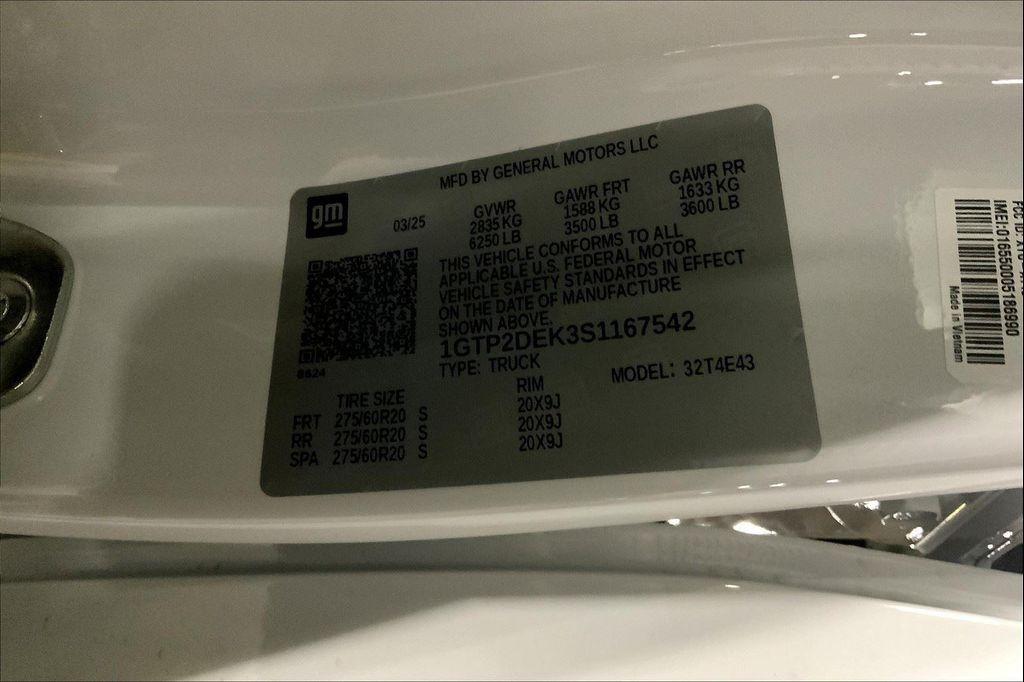 MFD BY GENERAL MOTORS LLC
gm
03/25
GVWR
2835 KG
6250 LB
GAWR FRT
1588 KG
3500 LB
GAWR RR
1633 KG
3600 LB
THIS VEHICLE CONFORMS TO ALL
APPLICABLE U.S. FEDERAL MOTOR
VEHICLE SAFETY STANDARDS IN EFFECT
ON THE DATE OF MANUFACTURE
SHOWN ABOVE.
1GTP2DEK3S1167542
TYPE: TRUCK
MODEL: 32T4E43
8624
TIRE SIZE
RIM
FRT 275/60R20 S 20X9J
RR 275/60R20 S 20X9J
SPA 275/60R20 S 20X9J
IMEI:016550005186990
Made in Vietnam